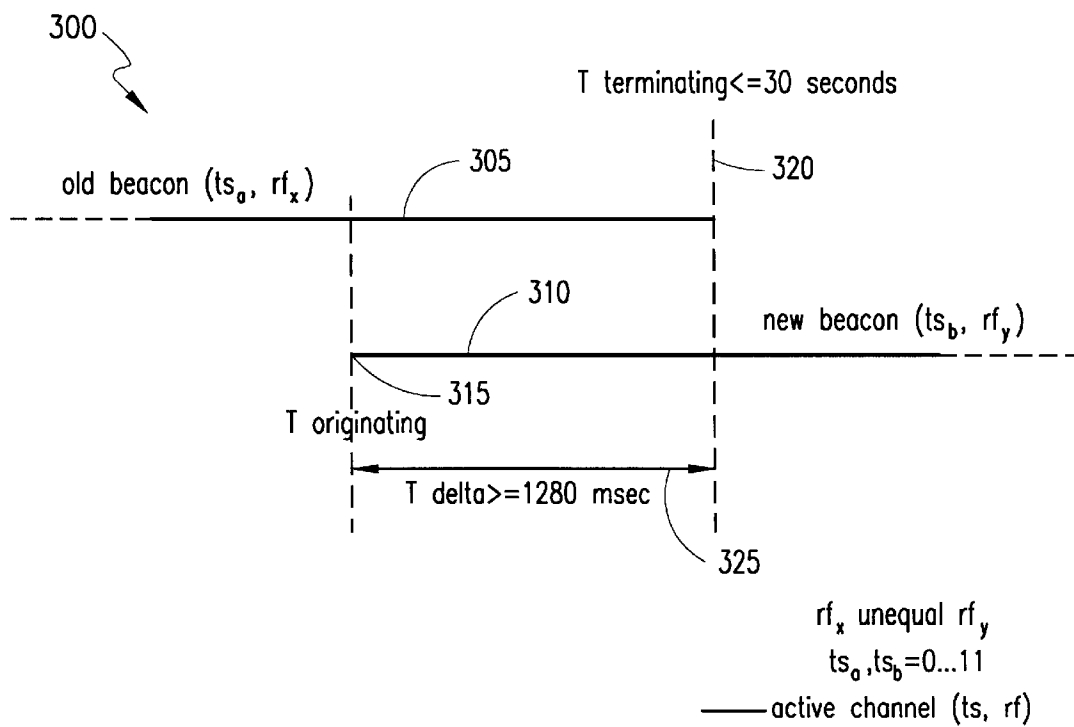 300
T terminating<=30 seconds
305
320
old beacon (ts_a, rf_x)
310
new beacon (ts_b, rf_y)
315
T originating
T delta>=1280 msec
325
rf_x unequal rf_y
ts_a,ts_b=0...11
active channel (ts, rf)